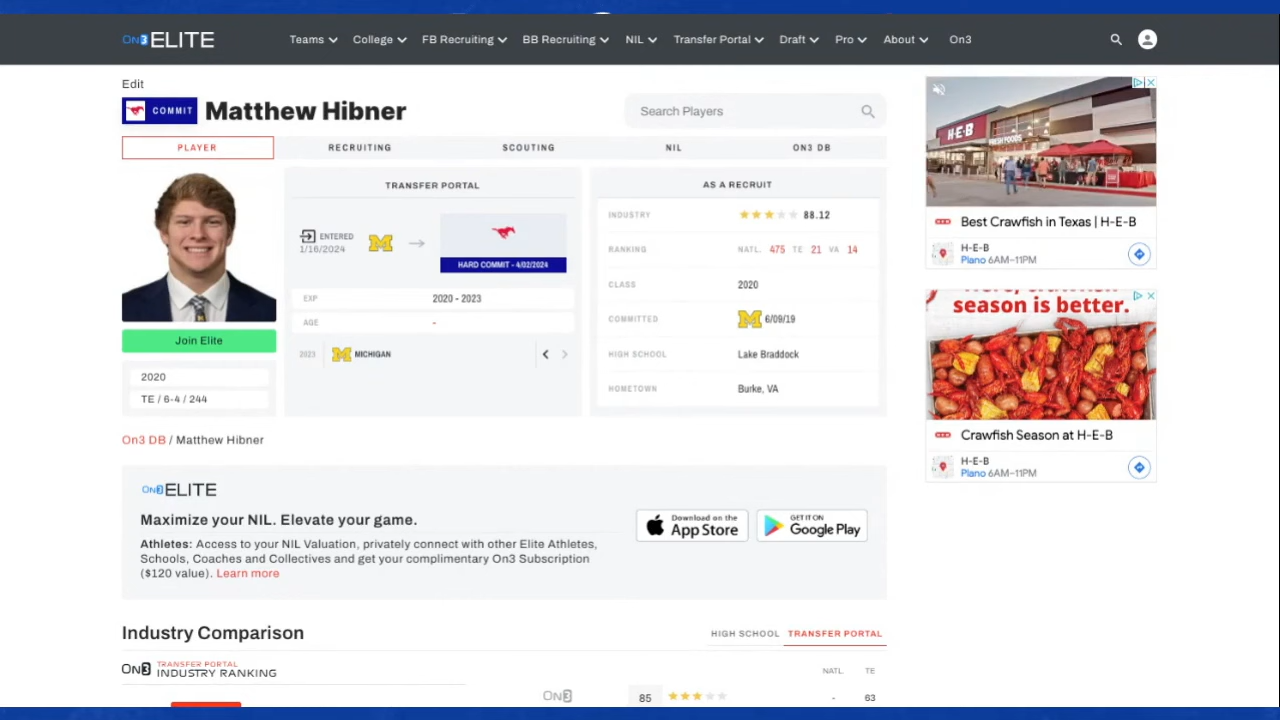 On3 ELITE
Teams College FB Recruiting BB Recruiting NIL Transfer Portal Draft Pro About On3
Edit
COMMIT Matthew Hibner
Search Players
PLAYER RECRUITING SCOUTING NIL ON3 DB
TRANSFER PORTAL
ENTERED
1/16/2024
HARD COMMIT - 4/02/2024
EXP 2020 - 2023
AGE -
2023 MICHIGAN
AS A RECRUIT
INDUSTRY 88.12
RANKING NATL. 475 TE 21 VA 14
CLASS 2020
COMMITTED 6/09/19
HIGH SCHOOL Lake Braddock
HOMETOWN Burke, VA
Join Elite
2020
TE / 6-4 / 244
On3 DB / Matthew Hibner
On3 ELITE
Maximize your NIL. Elevate your game.
Athletes: Access to your NIL Valuation, privately connect with other Elite Athletes,
Schools, Coaches and Collectives and get your complimentary On3 Subscription
($120 value). Learn more
Download on the
App Store
GET IT ON
Google Play
Industry Comparison
HIGH SCHOOL TRANSFER PORTAL
On3 TRANSFER PORTAL
INDUSTRY RANKING
NATL. TE
On3 85 - 63
H-E-B
FRESH FOODS
Best Crawfish in Texas | H-E-B
H-E-B
Plano 6AM–11PM
season is better.
Crawfish Season at H-E-B
H-E-B
Plano 6AM–11PM